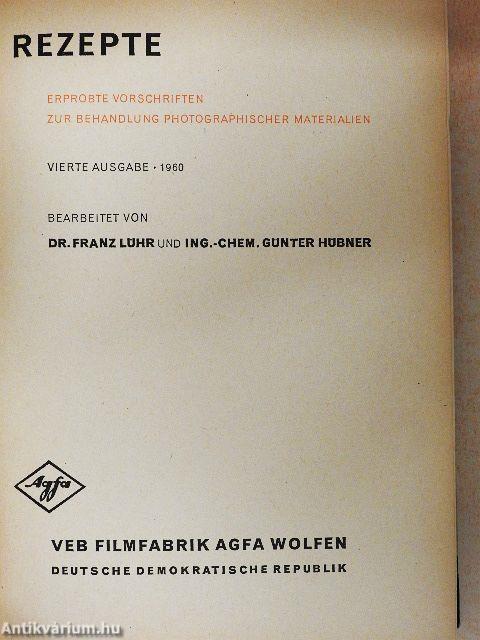 REZEPTE
ERPROBTE VORSCHRIFTEN
ZUR BEHANDLUNG PHOTOGRAPHISCHER MATERIALIEN
VIERTE AUSGABE • 1960
BEARBEITET VON
DR. FRANZ LÜHR UND ING.-CHEM. GÜNTER HÜBNER
Agfa
VEB FILMFABRIK AGFA WOLFEN
DEUTSCHE DEMOKRATISCHE REPUBLIK
Antikvárium.hu